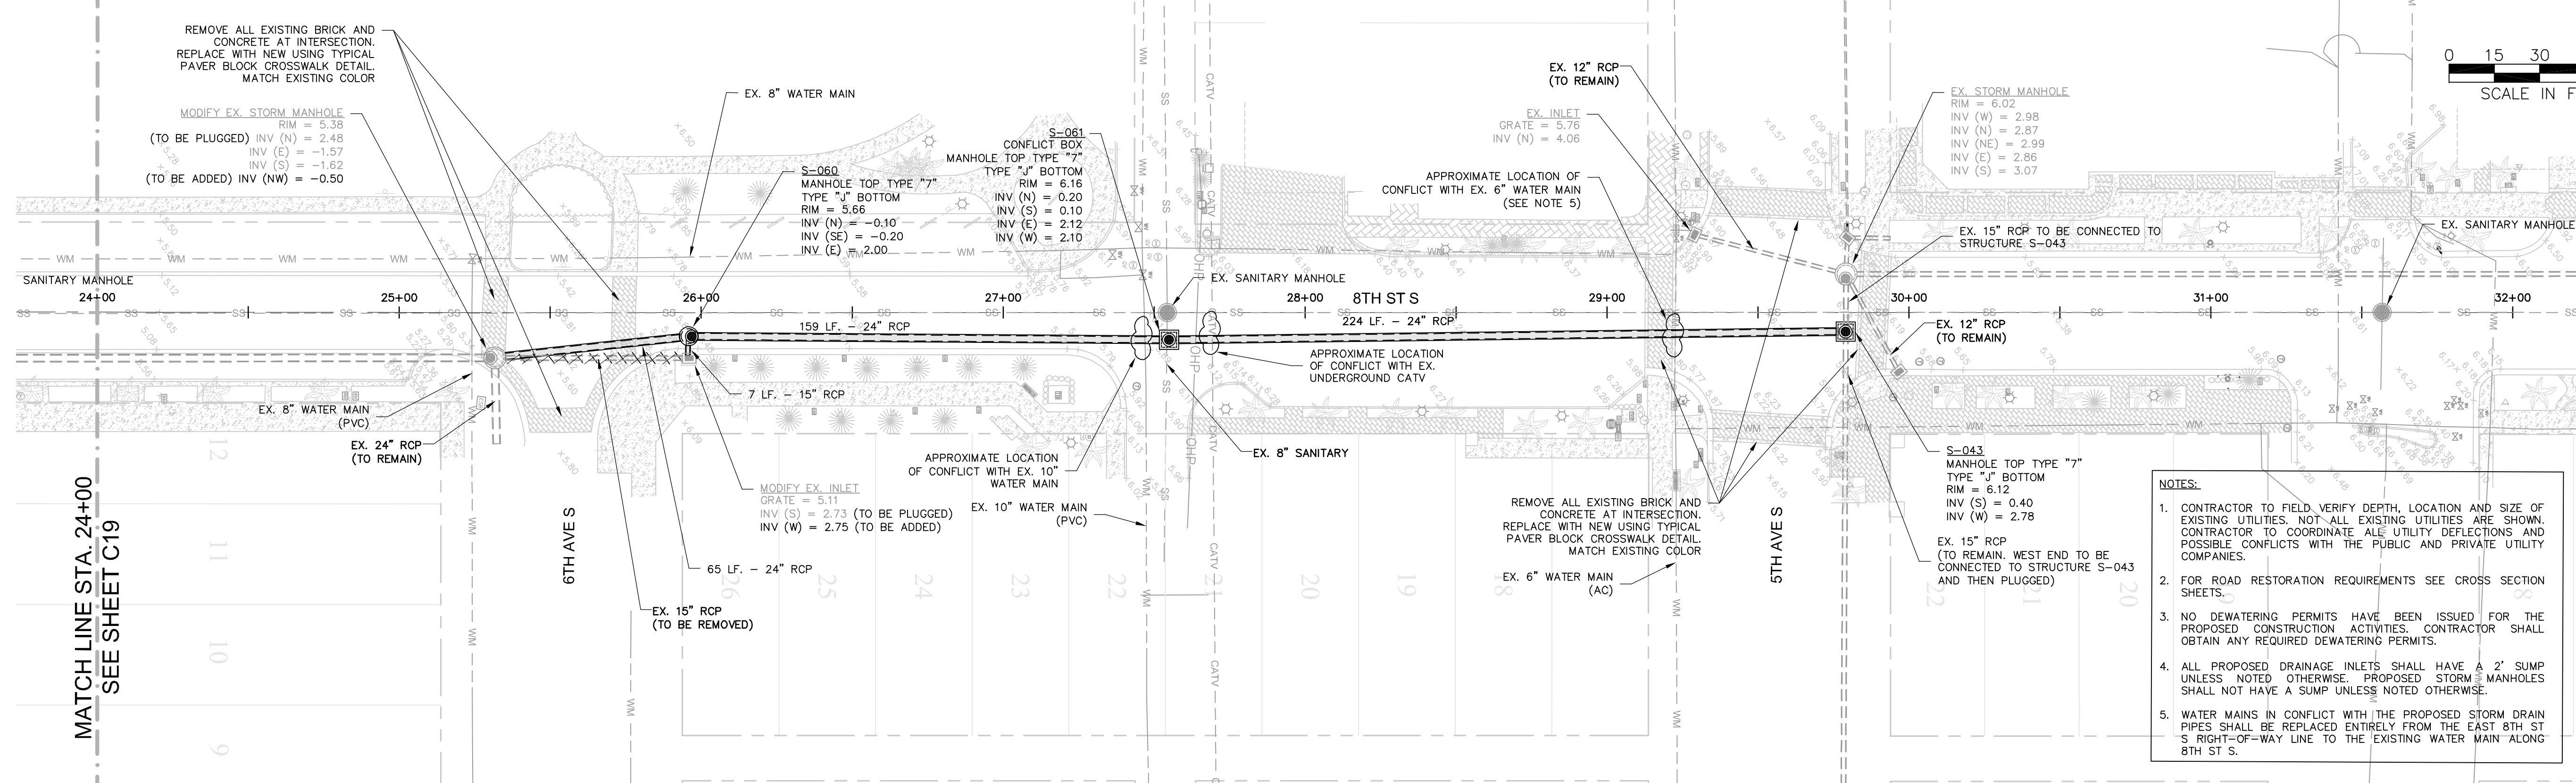 REMOVE ALL EXISTING BRICK AND
CONCRETE AT INTERSECTION.
REPLACE WITH NEW USING TYPICAL
PAVER BLOCK CROSSWALK DETAIL.
MATCH EXISTING COLOR
MODIFY EX. STORM MANHOLE
RIM = 5.38
(TO BE PLUGGED) INV (N) = 2.48
INV (E) = -1.57
INV (S) = -1.62
(TO BE ADDED) INV (NW) = -0.50
EX. 8" WATER MAIN
S-060
MANHOLE TOP TYPE "7"
TYPE "J" BOTTOM
RIM = 5.66
INV (N) = -0.10
INV (SE) = -0.20
INV (E) = 2.00
S-061
CONFLICT BOX
MANHOLE TOP TYPE "7"
TYPE "J" BOTTOM
RIM = 6.16
INV (N) = 0.20
INV (S) = 0.10
INV (E) = 2.12
INV (W) = 2.10
EX. SANITARY MANHOLE
EX. 12" RCP
(TO REMAIN)
EX. INLET
GRATE = 5.76
INV (N) = 4.06
APPROXIMATE LOCATION OF
CONFLICT WITH EX. 6" WATER MAIN
(SEE NOTE 5)
EX. STORM MANHOLE
RIM = 6.02
INV (W) = 2.98
INV (N) = 2.87
INV (NE) = 2.99
INV (E) = 2.86
INV (S) = 3.07
EX. 15" RCP TO BE CONNECTED TO
STRUCTURE S-043
EX. SANITARY MANHOLE
0 15 30
SCALE IN F
SANITARY MANHOLE
24+00
25+00
26+00
27+00
28+00
8TH ST S
29+00
30+00
31+00
32+00
159 LF. - 24" RCP
224 LF. - 24" RCP
EX. 12" RCP
(TO REMAIN)
APPROXIMATE LOCATION
OF CONFLICT WITH EX.
UNDERGROUND CATV
7 LF. - 15" RCP
EX. 8" WATER MAIN
(PVC)
EX. 24" RCP
(TO REMAIN)
EX. 8" SANITARY
APPROXIMATE LOCATION
OF CONFLICT WITH EX. 10"
WATER MAIN
MODIFY EX. INLET
GRATE = 5.11
INV (S) = 2.73 (TO BE PLUGGED)
INV (W) = 2.75 (TO BE ADDED)
EX. 10" WATER MAIN
(PVC)
65 LF. - 24" RCP
EX. 15" RCP
(TO BE REMOVED)
6TH AVE S
MATCH LINE STA. 24+00
SEE SHEET C19
REMOVE ALL EXISTING BRICK AND
CONCRETE AT INTERSECTION.
REPLACE WITH NEW USING TYPICAL
PAVER BLOCK CROSSWALK DETAIL.
MATCH EXISTING COLOR
EX. 6" WATER MAIN
(AC)
5TH AVE S
S-043
MANHOLE TOP TYPE "7"
TYPE "J" BOTTOM
RIM = 6.12
INV (S) = 0.40
INV (W) = 2.78
EX. 15" RCP
(TO REMAIN. WEST END TO BE
CONNECTED TO STRUCTURE S-043
AND THEN PLUGGED)
12
11
10
9
26
25
24
23
22
21
20
19
18
22
21
20
18
NOTES:
1. CONTRACTOR TO FIELD VERIFY DEPTH, LOCATION AND SIZE OF
EXISTING UTILITIES. NOT ALL EXISTING UTILITIES ARE SHOWN.
CONTRACTOR TO COORDINATE ALL UTILITY DEFLECTIONS AND
POSSIBLE CONFLICTS WITH THE PUBLIC AND PRIVATE UTILITY
COMPANIES.
2. FOR ROAD RESTORATION REQUIREMENTS SEE CROSS SECTION
SHEETS.
3. NO DEWATERING PERMITS HAVE BEEN ISSUED FOR THE
PROPOSED CONSTRUCTION ACTIVITIES. CONTRACTOR SHALL
OBTAIN ANY REQUIRED DEWATERING PERMITS.
4. ALL PROPOSED DRAINAGE INLETS SHALL HAVE A 2' SUMP
UNLESS NOTED OTHERWISE. PROPOSED STORM MANHOLES
SHALL NOT HAVE A SUMP UNLESS NOTED OTHERWISE.
5. WATER MAINS IN CONFLICT WITH THE PROPOSED STORM DRAIN
PIPES SHALL BE REPLACED ENTIRELY FROM THE EAST 8TH ST
S RIGHT-OF-WAY LINE TO THE EXISTING WATER MAIN ALONG
8TH ST S.